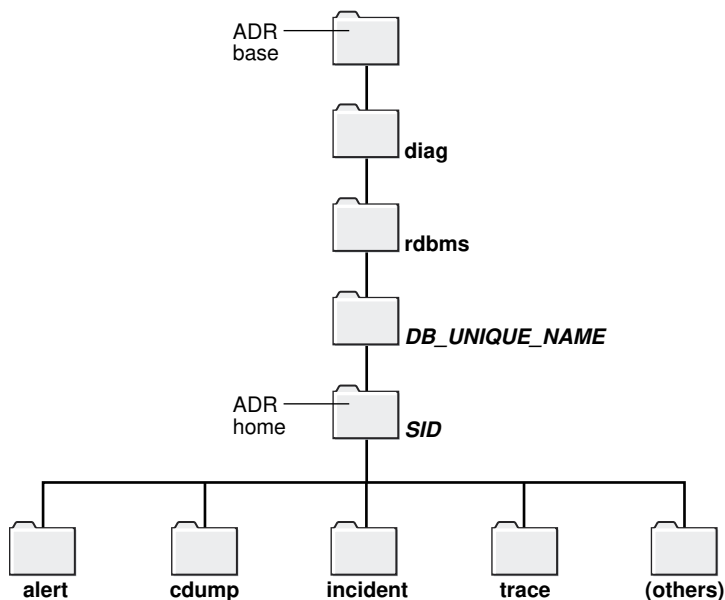 ADR
base
diag
rdbms
DB_UNIQUE_NAME
ADR
home
SID
alert
cdump
incident
trace
(others)